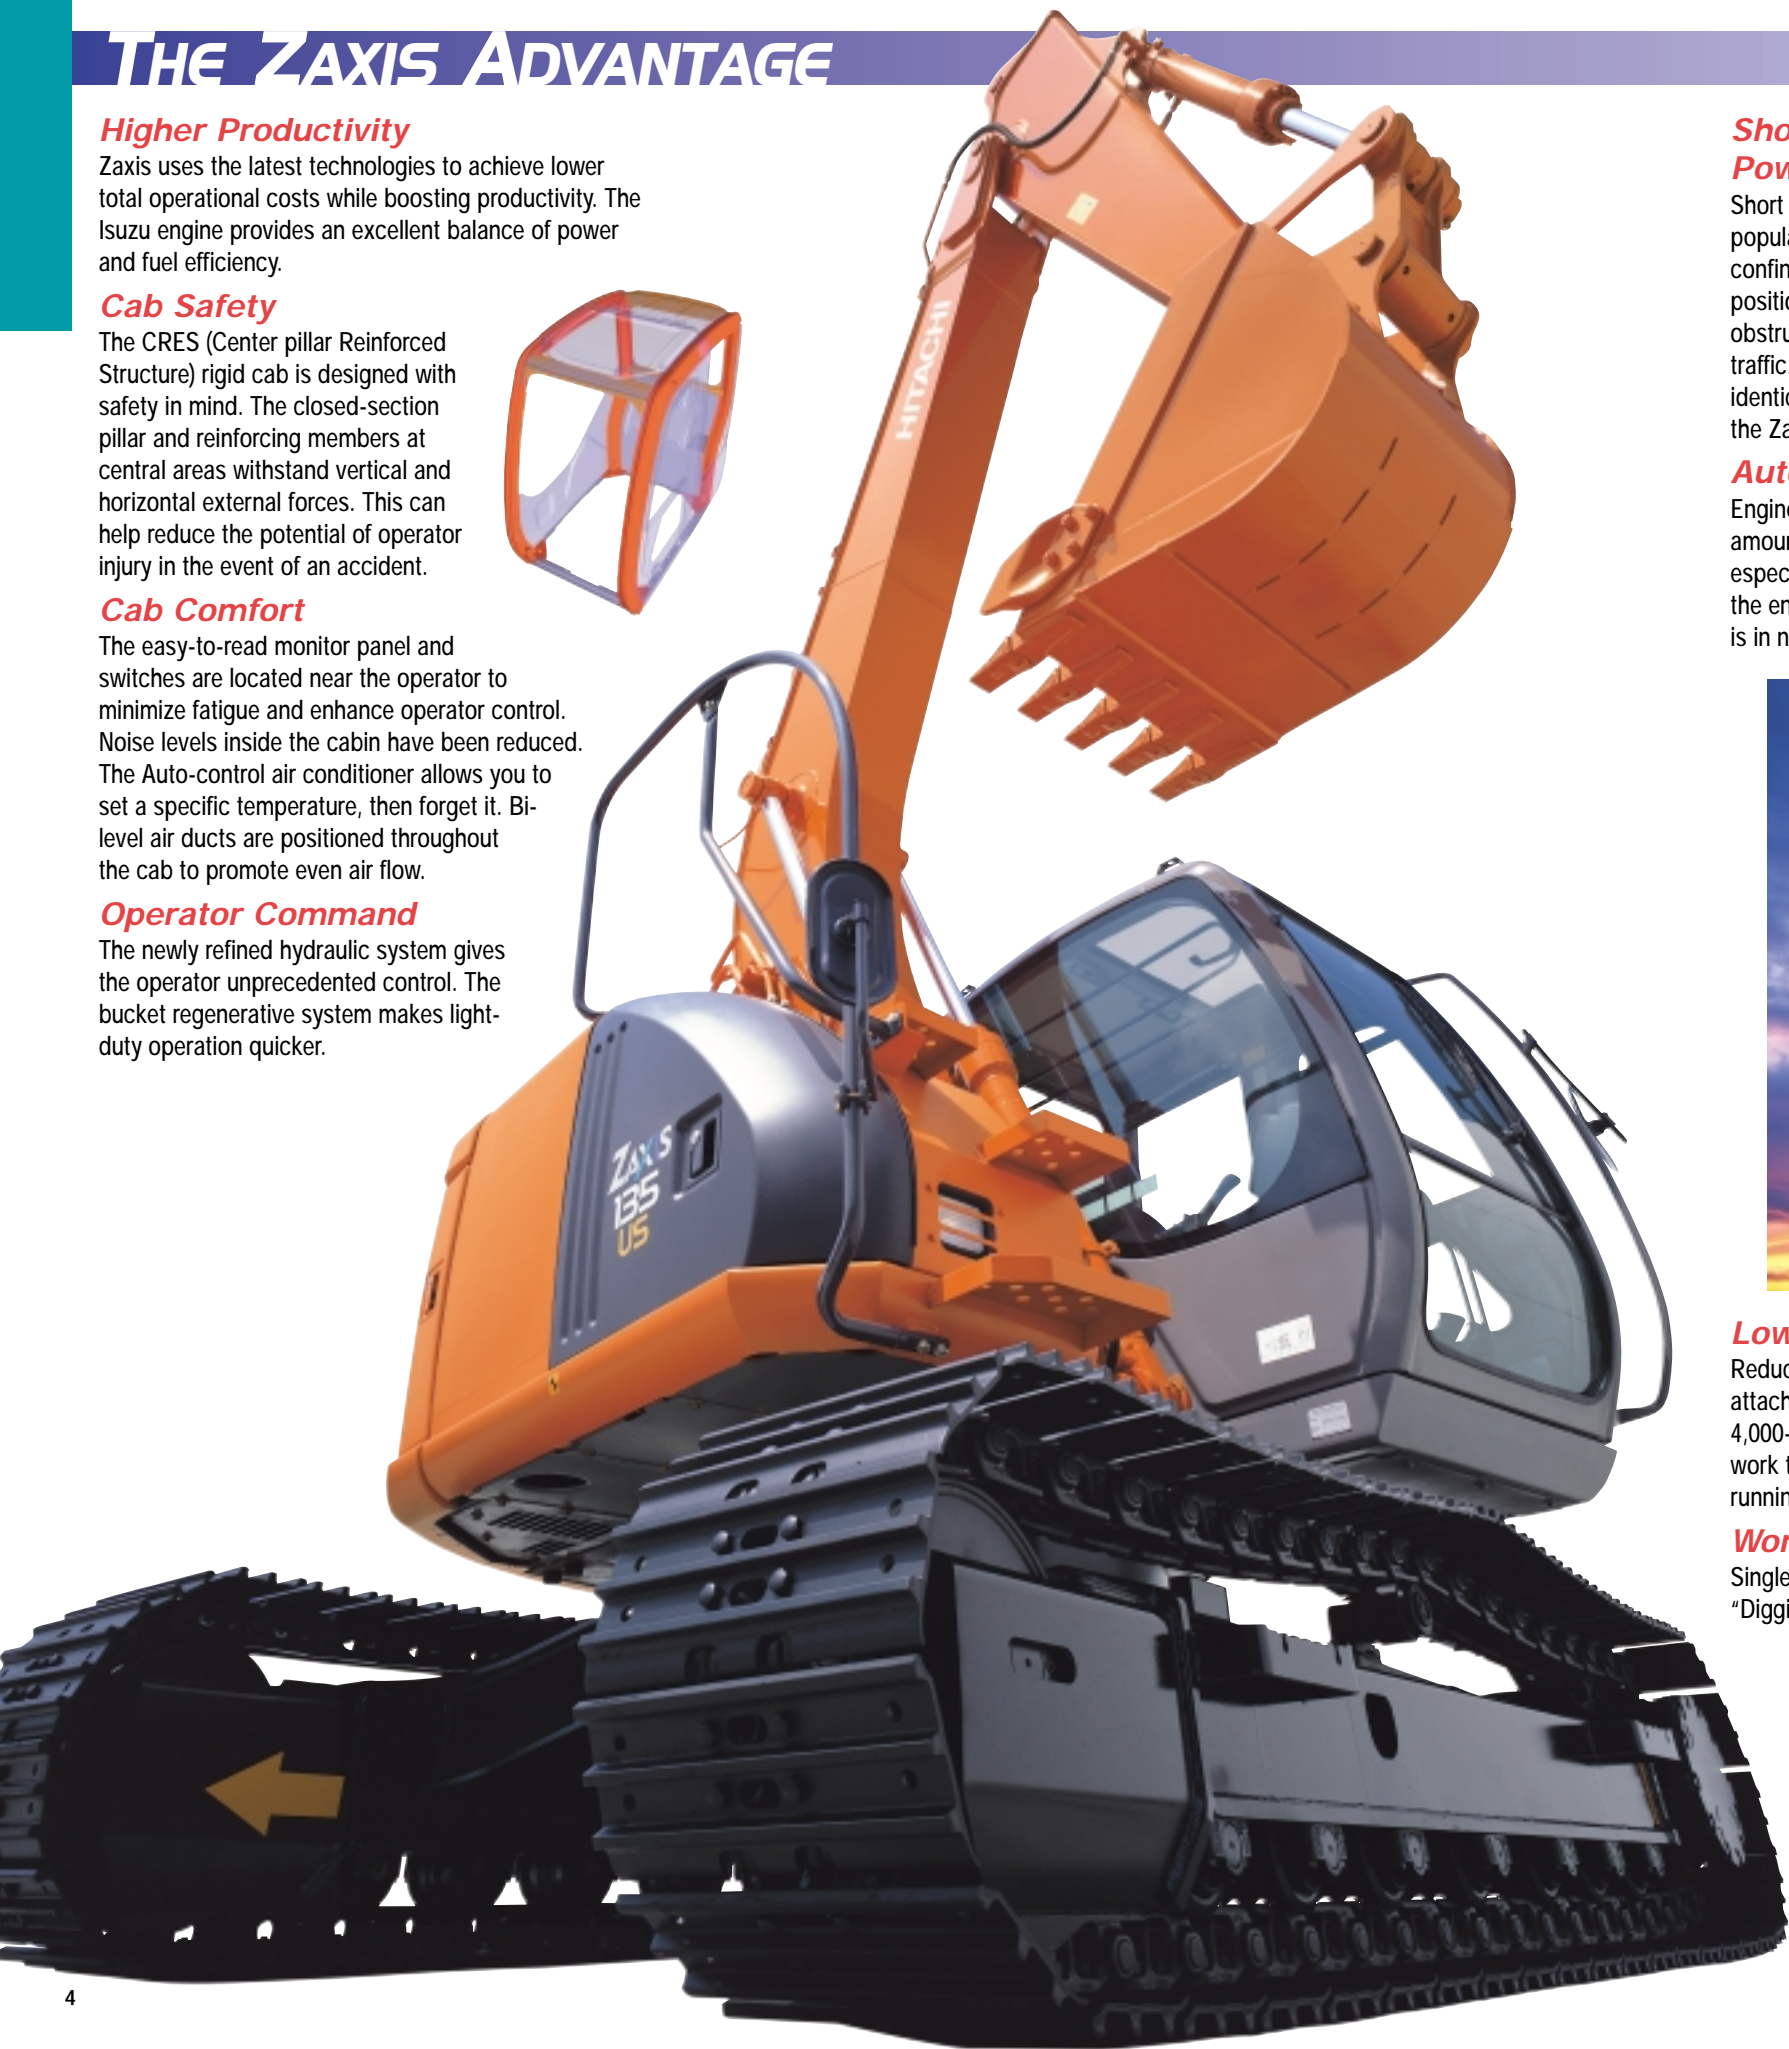 THE ZAXIS ADVANTAGE
Higher Productivity
Zaxis uses the latest technologies to achieve lower
total operational costs while boosting productivity. The
Isuzu engine provides an excellent balance of power
and fuel efficiency.
Cab Safety
The CRES (Center pillar Reinforced
Structure) rigid cab is designed with
safety in mind. The closed-section
pillar and reinforcing members at
central areas withstand vertical and
horizontal external forces. This can
help reduce the potential of operator
injury in the event of an accident.
Cab Comfort
The easy-to-read monitor panel and
switches are located near the operator to
minimize fatigue and enhance operator control.
Noise levels inside the cabin have been reduced.
The Auto-control air conditioner allows you to
set a specific temperature, then forget it. Bi-
level air ducts are positioned throughout
the cab to promote even air flow.
Operator Command
The newly refined hydraulic system gives
the operator unprecedented control. The
bucket regenerative system makes light-
duty operation quicker.
HITACHI
ZAXIS
135
US
4
Short
the
is in
4,000-
work
Single